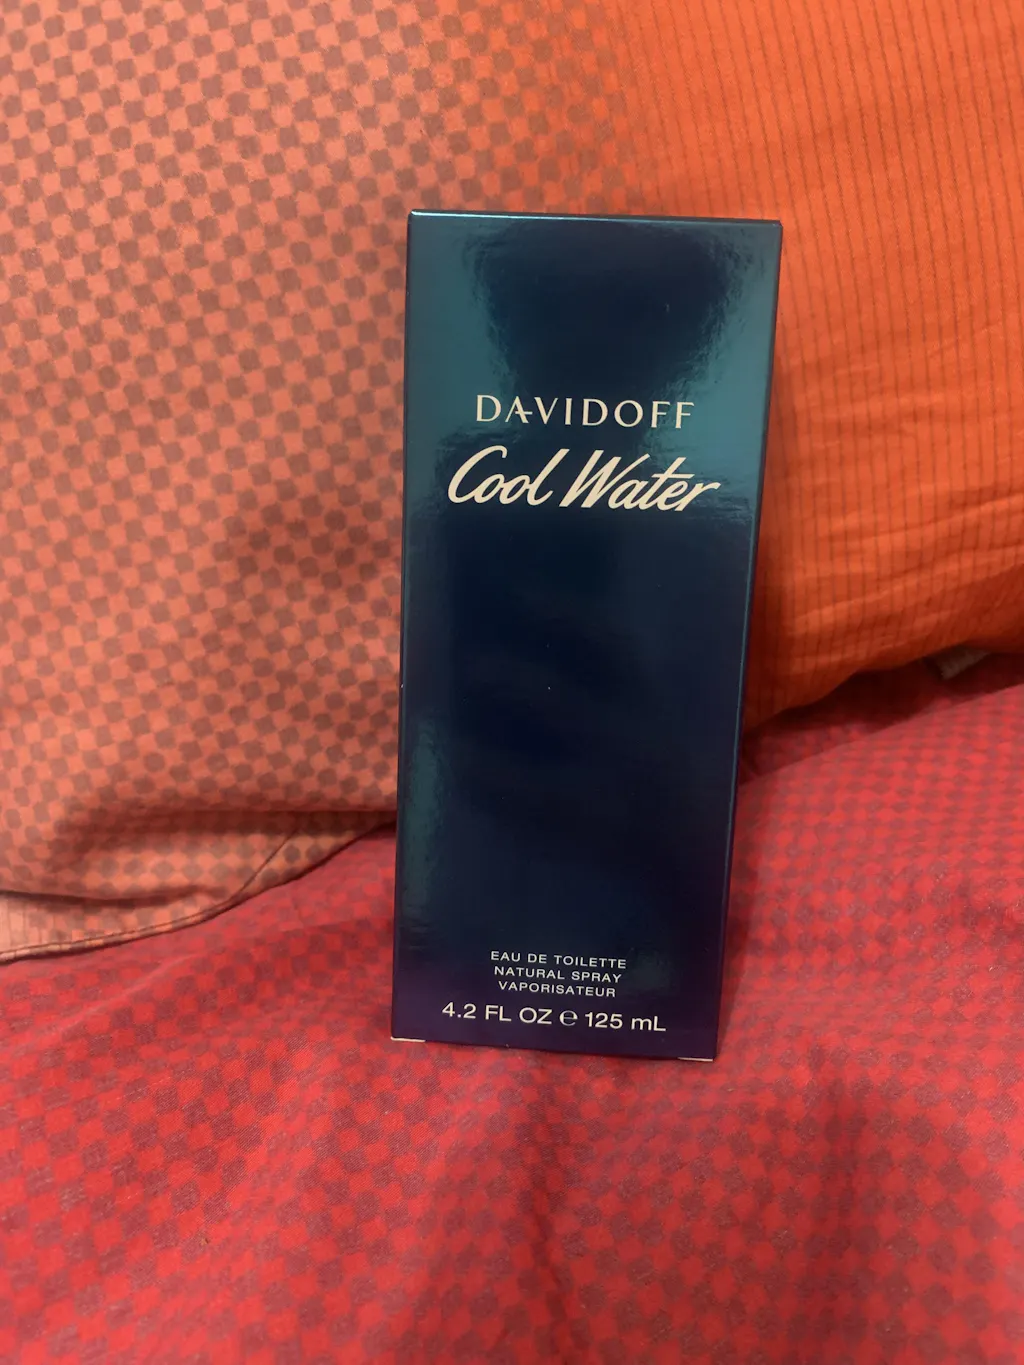 DAVIDOFF
Cool Water
EAU DE TOILETTE
NATURAL SPRAY
VAPORISATEUR
4.2 FL OZ ℮ 125 mL